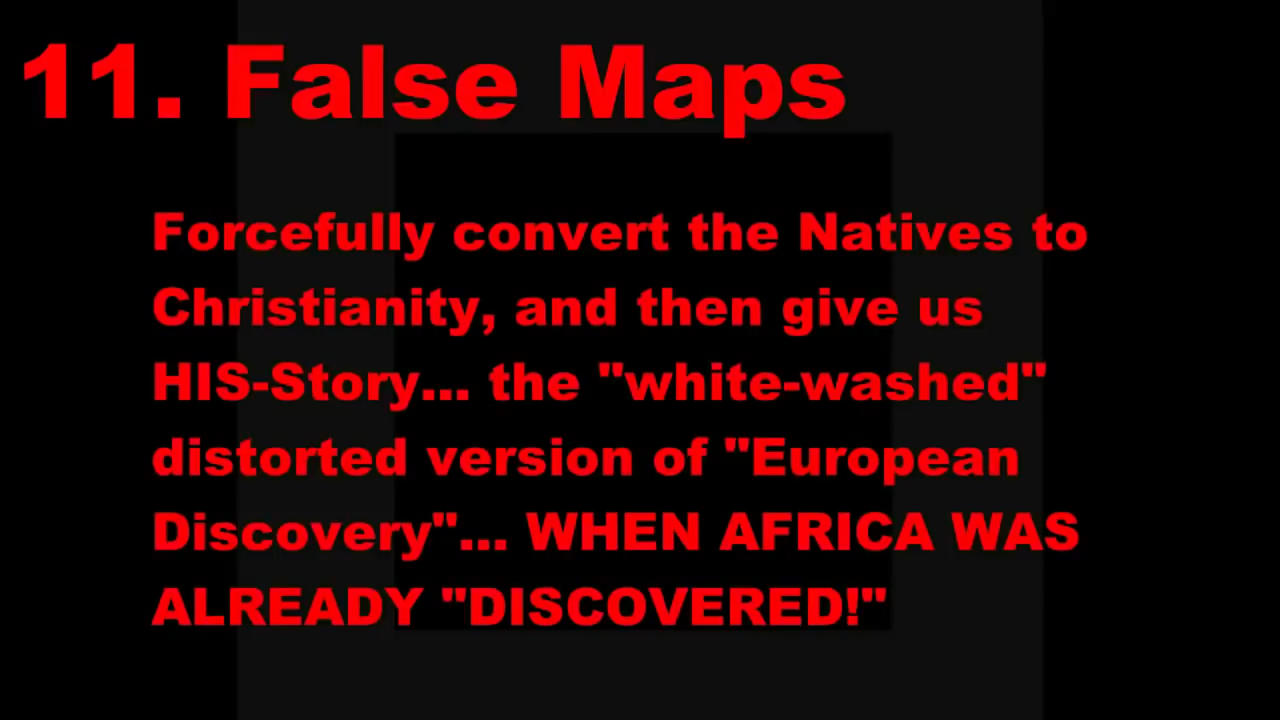 11. False Maps
Forcefully convert the Natives to
Christianity, and then give us
HIS-Story... the "white-washed"
distorted version of "European
Discovery"... WHEN AFRICA WAS
ALREADY "DISCOVERED!"